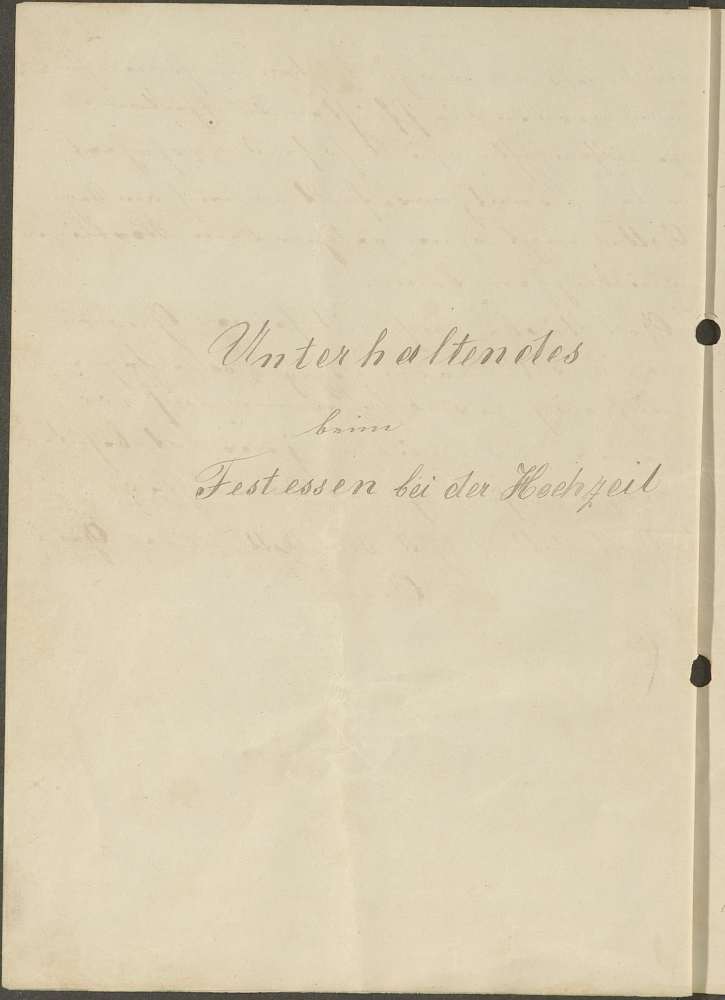 Unterhaltendes
beim
Festessen bei der Hochzeit